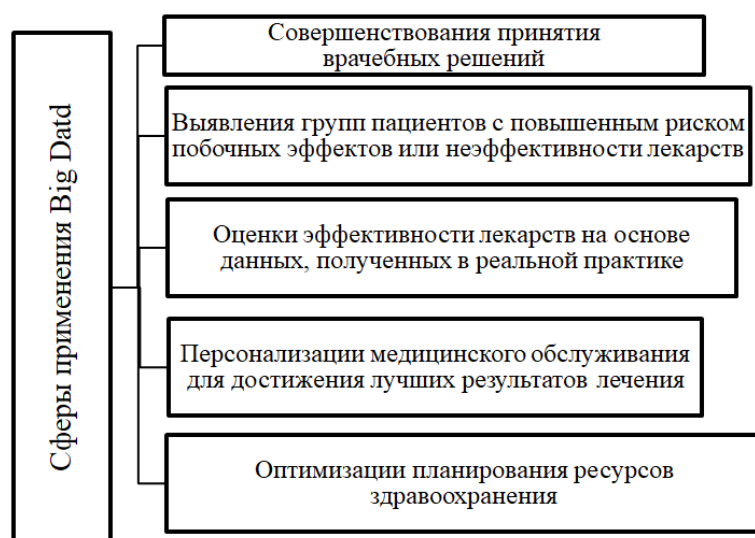 Сферы применения Big Datd
Совершенствования принятия
врачебных решений
Выявления групп пациентов с повышенным риском
побочных эффектов или неэффективности лекарств
Оценки эффективности лекарств на основе
данных, полученных в реальной практике
Персонализации медицинского обслуживания
для достижения лучших результатов лечения
Оптимизации планирования ресурсов
здравоохранения